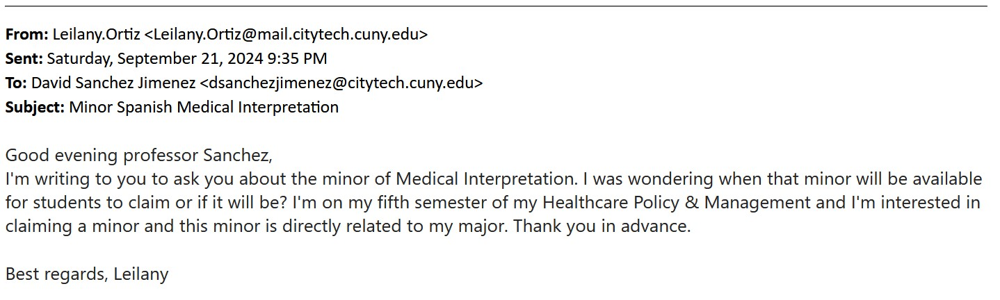 From: Leilany.Ortiz <Leilany.Ortiz@mail.citytech.cuny.edu>
Sent: Saturday, September 21, 2024 9:35 PM
To: David Sanchez Jimenez <dsanchezjimenez@citytech.cuny.edu>
Subject: Minor Spanish Medical Interpretation
Good evening professor Sanchez,
I'm writing to you to ask you about the minor of Medical Interpretation. I was wondering when that minor will be available
for students to claim or if it will be? I'm on my fifth semester of my Healthcare Policy & Management and I'm interested in
claiming a minor and this minor is directly related to my major. Thank you in advance.
Best regards, Leilany